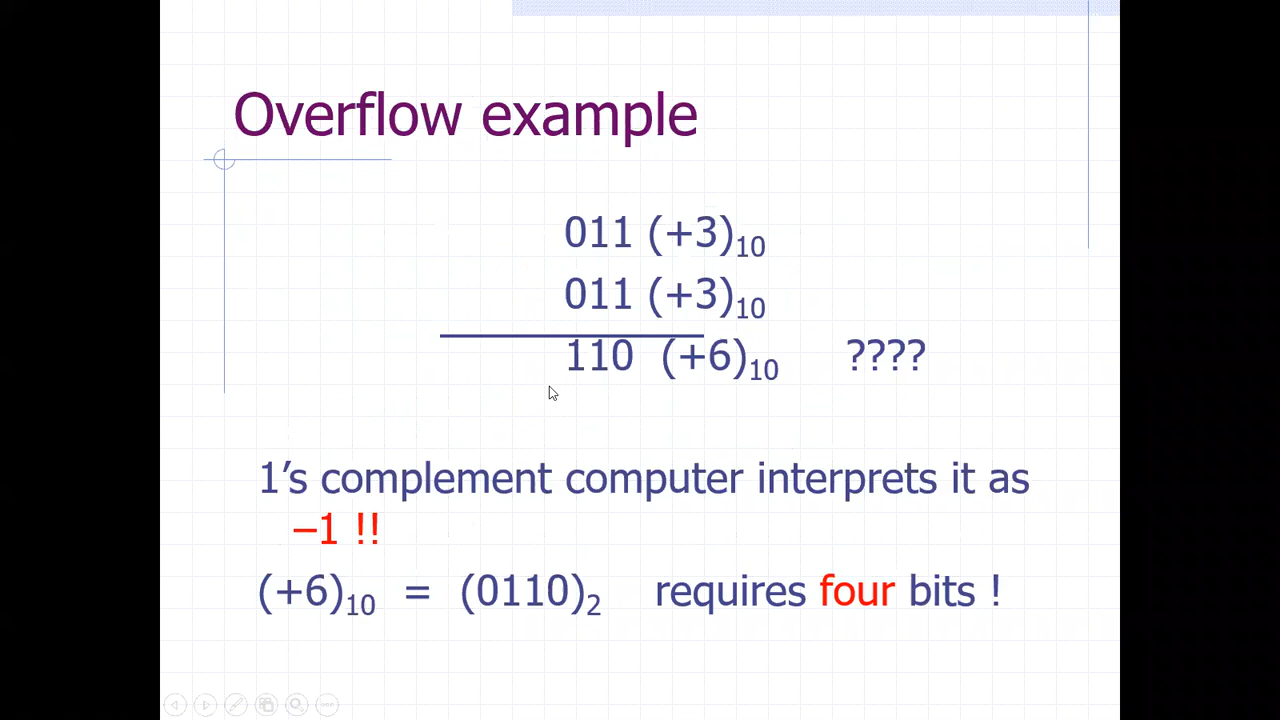 Overflow example
011 (+3)10
011 (+3)10
110 (+6)10 ????
1’s complement computer interprets it as
–1 !!
(+6)10 = (0110)2 requires four bits !